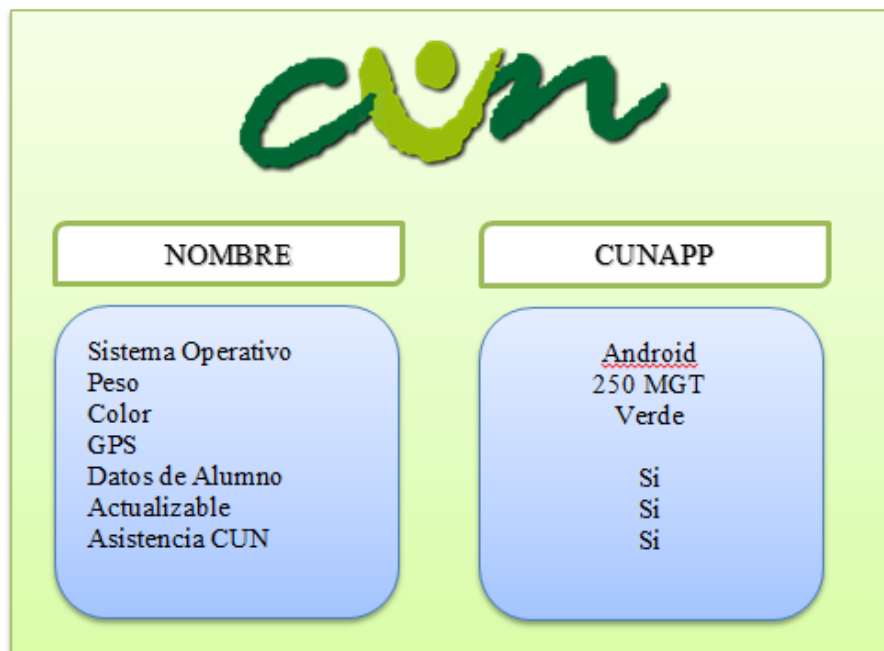 cun
NOMBRE
CUNAPP
Sistema Operativo
Peso
Color
GPS
Datos de Alumno
Actualizable
Asistencia CUN
Android
250 MGT
Verde
Si
Si
Si